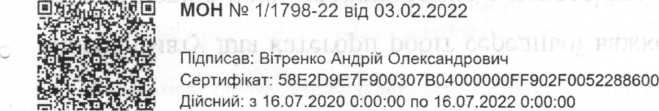 МОН № 1/1798-22 від 03.02.2022
Підписав: Вітренко Андрій Олександрович
Сертифікат: 58E2D9E7F900307B04000000FF902F0052288600
Дійсний: з 16.07.2020 0:00:00 по 16.07.2022 0:00:00